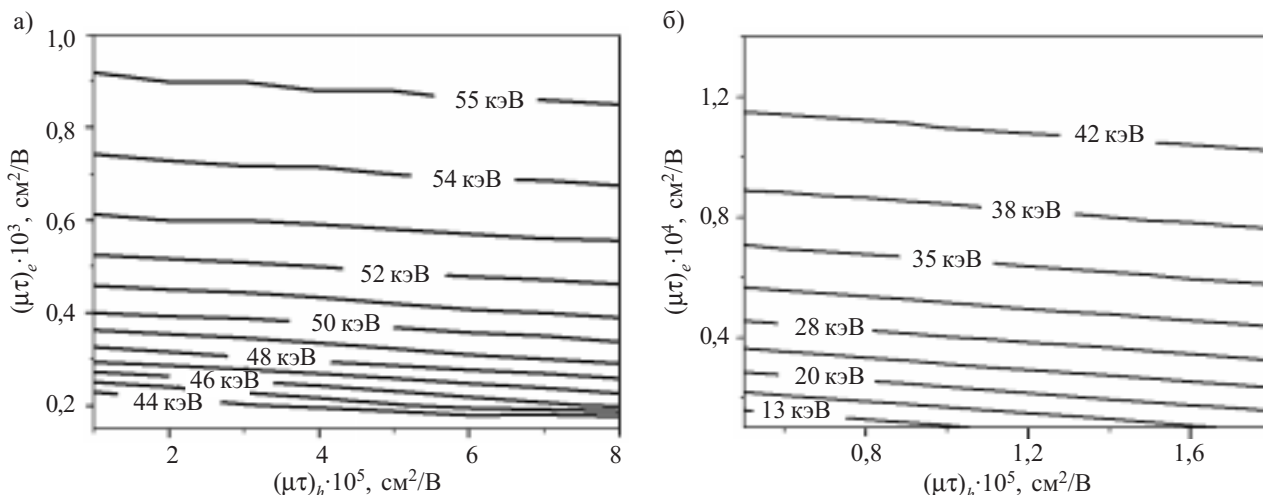 а)
(μτ)e·10³, см²/В
1,0
0,8
0,6
0,4
0,2
55 кэВ
54 кэВ
52 кэВ
50 кэВ
48 кэВ
46 кэВ
44 кэВ
2 4 6 8
(μτ)h·10⁵, см²/В
б)
(μτ)e·10⁴, см²/В
1,2
0,8
0,4
42 кэВ
38 кэВ
35 кэВ
28 кэВ
20 кэВ
13 кэВ
0,8 1,2 1,6
(μτ)h·10⁵, см²/В